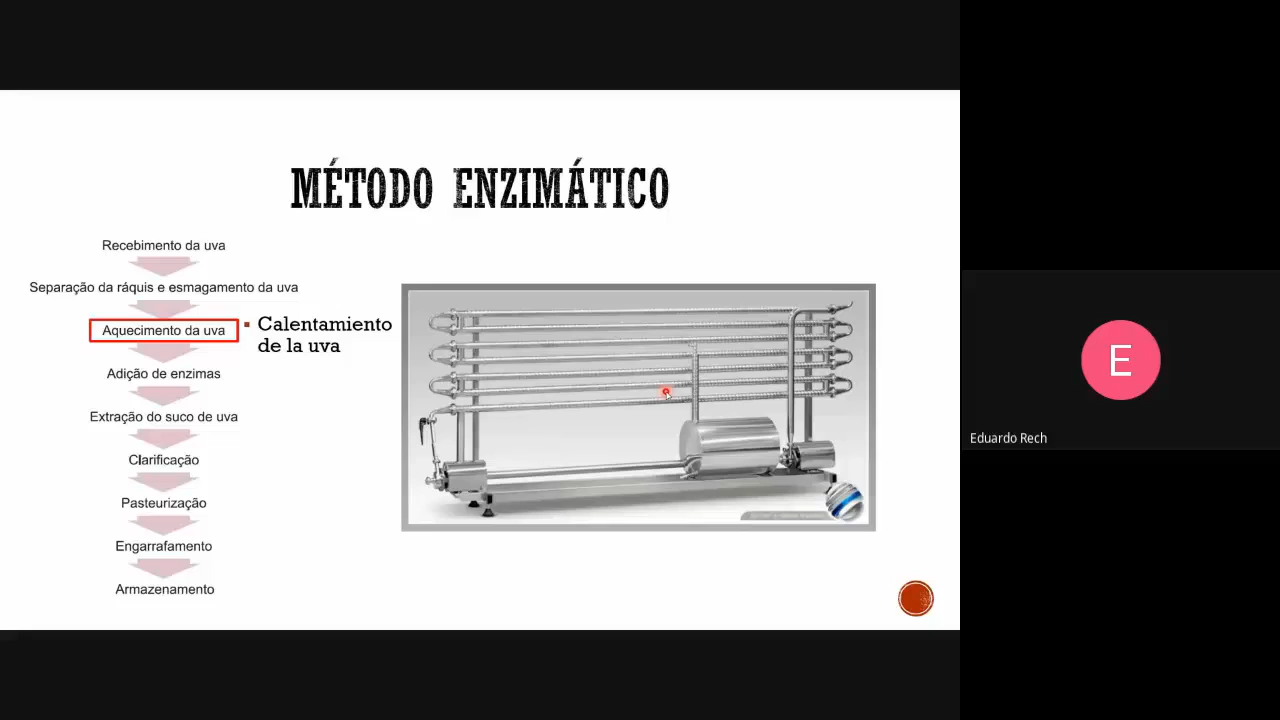 MÉTODO ENZIMÁTICO
Recebimento da uva
Separação da ráquis e esmagamento da uva
Aquecimento da uva
Calentamiento
de la uva
Adição de enzimas
Extração do suco de uva
Clarificação
Pasteurização
Engarrafamento
Armazenamento
E
Eduardo Rech